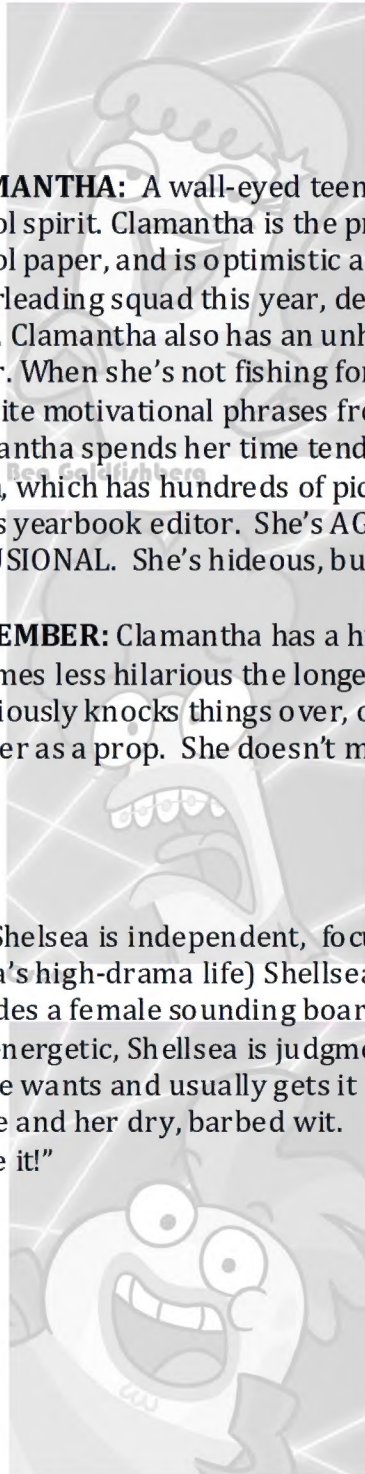 MANTHA: A wall-eyed teen
ol spirit. Clamantha is the pr
ol paper, and is optimistic a
rleading squad this year, de
. Clamantha also has an unh
r. When she's not fishing for
ite motivational phrases fro
antha spends her time tend
Ben Goldfishberg
, which has hundreds of pic
s yearbook editor. She's AG
USIONAL. She's hideous, bu
EMBER: Clamantha has a h
mes less hilarious the longe
iously knocks things over, o
er as a prop. She doesn't m
Shelsea is independent, focu
a's high-drama life) Shellsea
des a female sounding boar
energetic, Shellsea is judgme
e wants and usually gets it
e and her dry, barbed wit.
e it!"